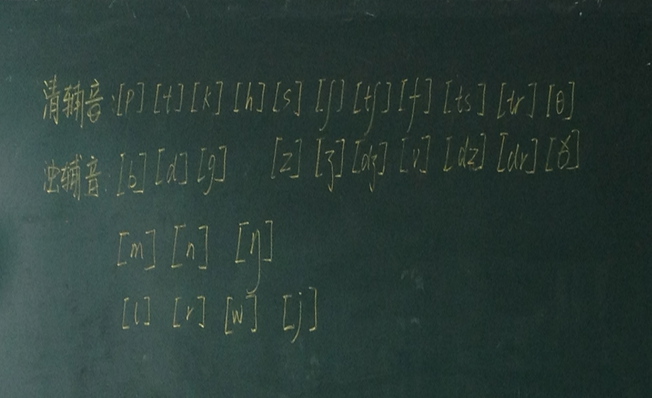 清辅音:[p] [t] [k] [h] [s] [ʃ] [tʃ] [f] [ts] [tr] [θ]
浊辅音:[b] [d] [g] [z] [ʒ] [dʒ] [v] [dz] [dr] [ð]
[m] [n] [ŋ]
[l] [r] [w] [j]